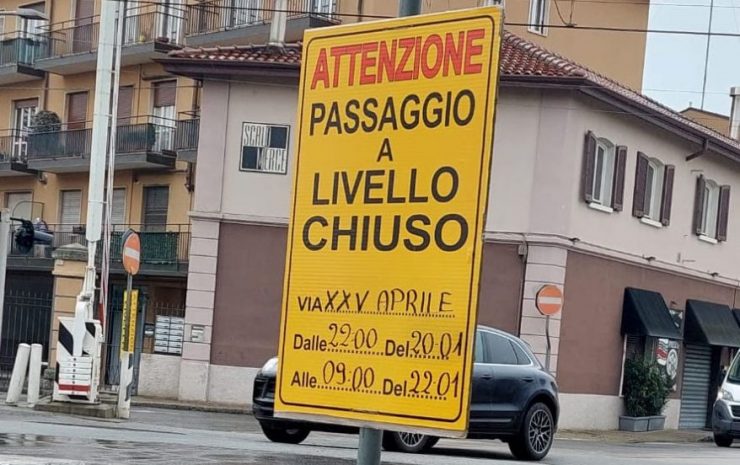 ATTENZIONE
PASSAGGIO
A
LIVELLO
CHIUSO
VIA XXV APRILE
Dalle 22:00 Del 20.01
Alle 09:00 Del 22.01